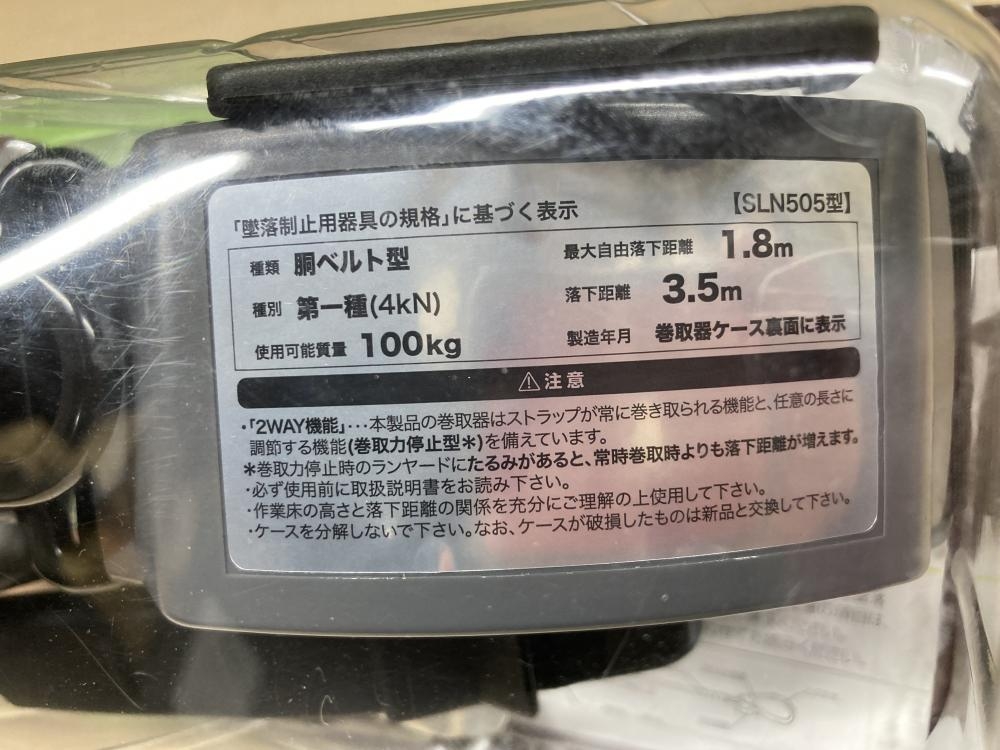 「墜落制止用器具の規格」に基づく表示 【SLN505型】
種類 胴ベルト型 最大自由落下距離 1.8m
種別 第一種(4kN) 落下距離 3.5m
使用可能質量 100kg 製造年月 巻取器ケース裏面に表示
⚠注意
・「2WAY機能」・・・本製品の巻取器はストラップが常に巻き取られる機能と、任意の長さに
調節する機能(巻取力停止型＊)を備えています。
＊巻取力停止時のランヤードにたるみがあると、常時巻取時よりも落下距離が増えます。
・必ず使用前に取扱説明書をお読み下さい。
・作業床の高さと落下距離の関係を充分にご理解の上使用して下さい。
・ケースを分解しないで下さい。なお、ケースが破損したものは新品と交換して下さい。